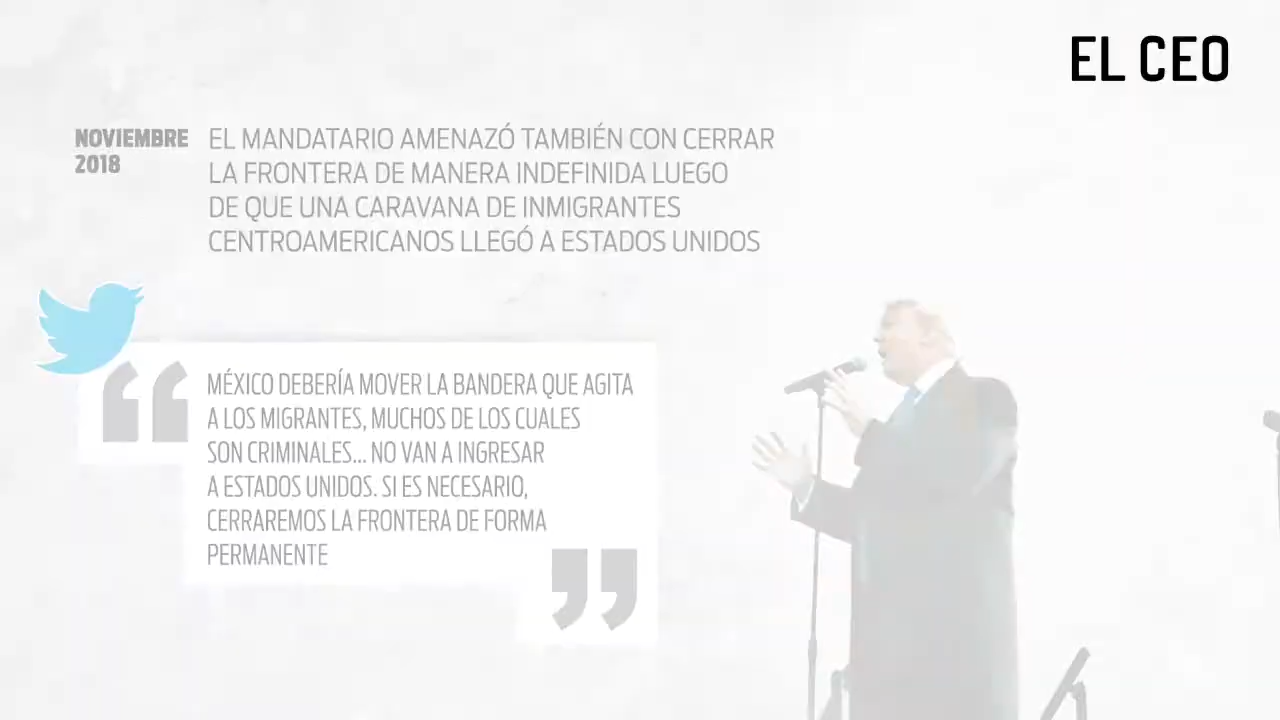 EL CEO
NOVIEMBRE
2018
EL MANDATARIO AMENAZÓ TAMBIÉN CON CERRAR
LA FRONTERA DE MANERA INDEFINIDA LUEGO
DE QUE UNA CARAVANA DE INMIGRANTES
CENTROAMERICANOS LLEGÓ A ESTADOS UNIDOS
“
MÉXICO DEBERÍA MOVER LA BANDERA QUE AGITA
A LOS MIGRANTES, MUCHOS DE LOS CUALES
SON CRIMINALES... NO VAN A INGRESAR
A ESTADOS UNIDOS. SI ES NECESARIO,
CERRAREMOS LA FRONTERA DE FORMA
PERMANENTE
”